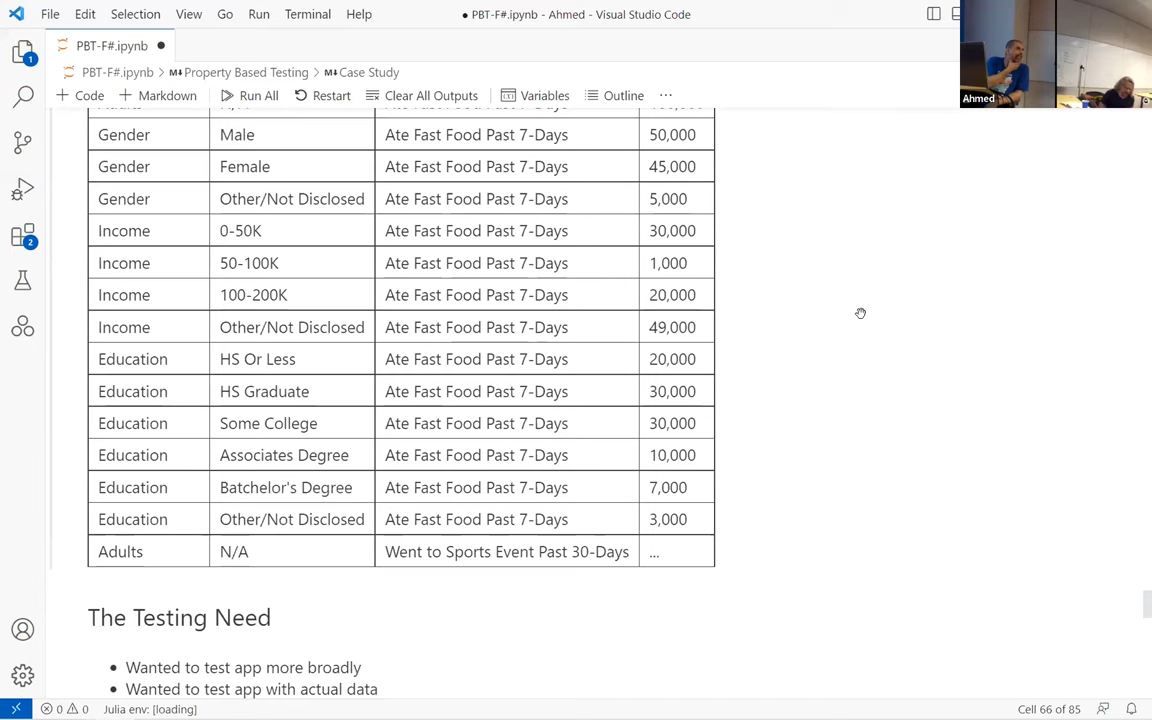 File Edit Selection View Go Run Terminal Help
● PBT-F#.ipynb - Ahmed - Visual Studio Code
PBT-F#.ipynb
PBT-F#.ipynb > Property Based Testing > Case Study
+ Code + Markdown Run All Restart Clear All Outputs Variables Outline ...
Ahmed
Gender Male Ate Fast Food Past 7-Days 50,000
Gender Female Ate Fast Food Past 7-Days 45,000
Gender Other/Not Disclosed Ate Fast Food Past 7-Days 5,000
Income 0-50K Ate Fast Food Past 7-Days 30,000
Income 50-100K Ate Fast Food Past 7-Days 1,000
Income 100-200K Ate Fast Food Past 7-Days 20,000
Income Other/Not Disclosed Ate Fast Food Past 7-Days 49,000
Education HS Or Less Ate Fast Food Past 7-Days 20,000
Education HS Graduate Ate Fast Food Past 7-Days 30,000
Education Some College Ate Fast Food Past 7-Days 30,000
Education Associates Degree Ate Fast Food Past 7-Days 10,000
Education Batchelor's Degree Ate Fast Food Past 7-Days 7,000
Education Other/Not Disclosed Ate Fast Food Past 7-Days 3,000
Adults N/A Went to Sports Event Past 30-Days ...
The Testing Need
• Wanted to test app more broadly
• Wanted to test app with actual data
1
2
0 0 Julia env: [loading] Cell 66 of 85